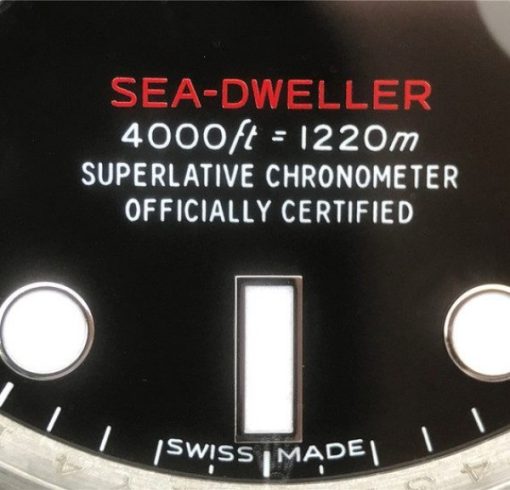 SEA-DWELLER
4000ft = 1220m
SUPERLATIVE CHRONOMETER
OFFICIALLY CERTIFIED
SWISS MADE